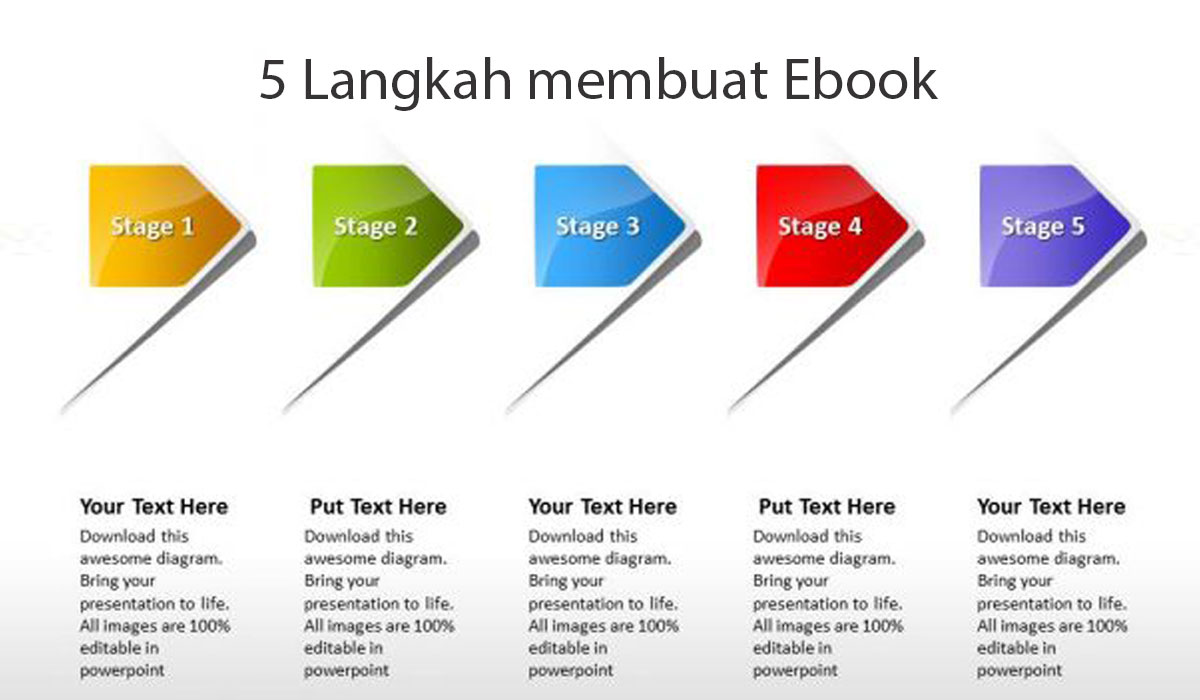 5 Langkah membuat Ebook
Stage 1
Stage 2
Stage 3
Stage 4
Stage 5
Your Text Here
Download this
awesome diagram.
Bring your
presentation to life.
All images are 100%
editable in
powerpoint
Put Text Here
Download this
awesome diagram.
Bring your
presentation to life.
All images are 100%
editable in
powerpoint
Your Text Here
Download this
awesome diagram.
Bring your
presentation to life.
All images are 100%
editable in
powerpoint
Put Text Here
Download this
awesome diagram.
Bring your
presentation to life.
All images are 100%
editable in
powerpoint
Your Text Here
Download this
awesome diagram.
Bring your
presentation to life.
All images are 100%
editable in
powerpoint